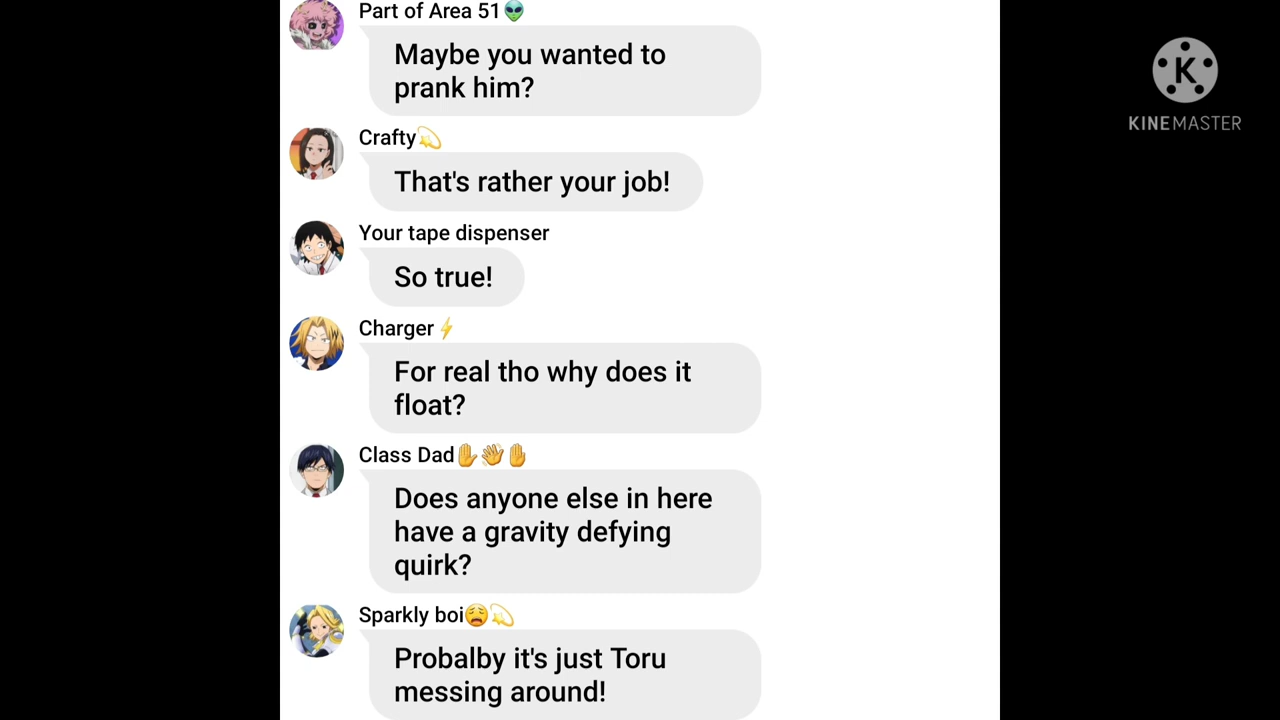 Part of Area 51👽
Maybe you wanted to
prank him?
KINEMASTER
Crafty💫
That's rather your job!
Your tape dispenser
So true!
Charger⚡
For real tho why does it
float?
Class Dad✋👋🤚
Does anyone else in here
have a gravity defying
quirk?
Sparkly boi😩💫
Probalby it's just Toru
messing around!